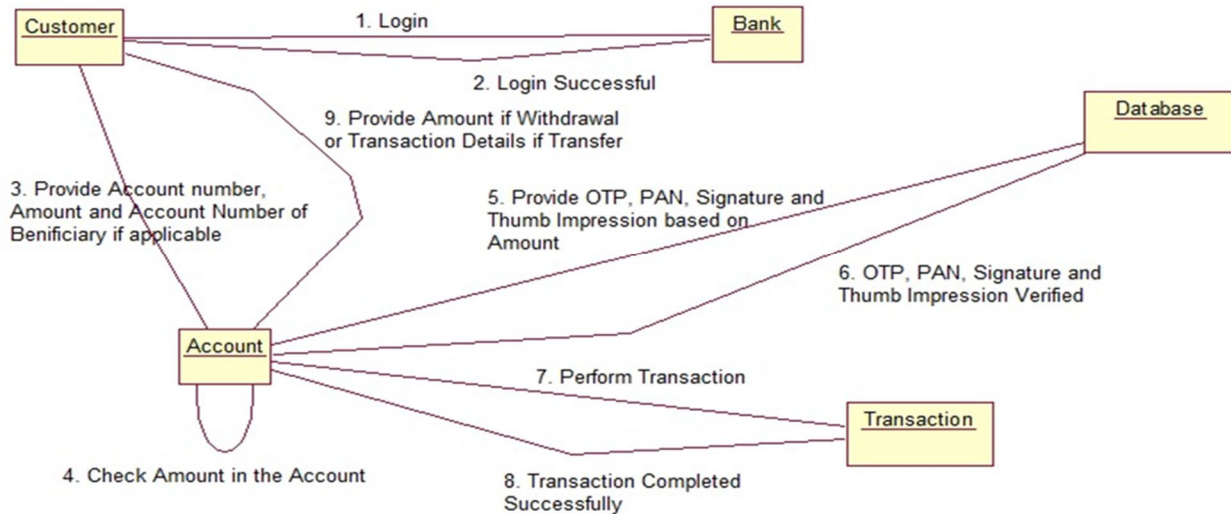 Customer
1. Login
Bank
2. Login Successful
9. Provide Amount if Withdrawal
or Transaction Details if Transfer
Database
3. Provide Account number,
Amount and Account Number of
Benificiary if applicable
5. Provide OTP, PAN, Signature and
Thumb Impression based on
Amount
6. OTP, PAN, Signature and
Thumb Impression Verified
Account
7. Perform Transaction
Transaction
4. Check Amount in the Account
8. Transaction Completed
Successfully